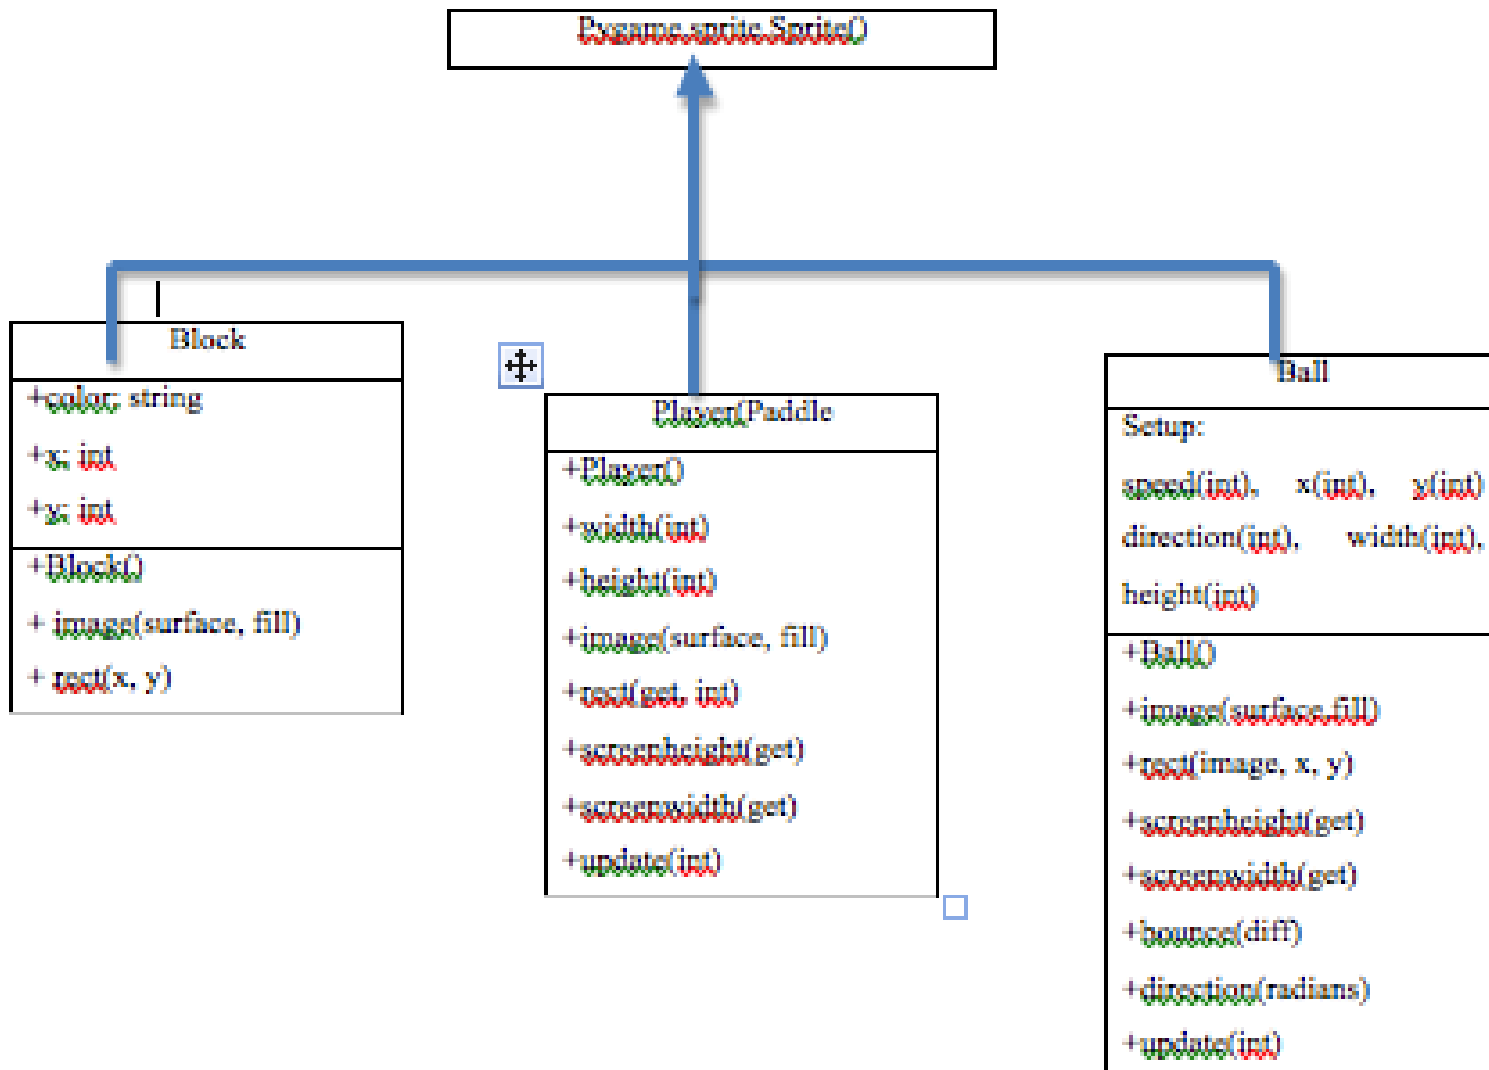 Pygame.sprite.Sprite()
Block
+color: string
+x: int
+y: int
+Block()
+ image(surface, fill)
+ rect(x, y)
Player(Paddle
+Player()
+width(int)
+height(int)
+image(surface, fill)
+rect(get, int)
+screenheight(get)
+screenwidth(get)
+update(int)
Ball
Setup:
speed(int), x(int), y(int)
direction(int), width(int),
height(int)
+Ball()
+image(surface,fill)
+rect(image, x, y)
+screenheight(get)
+screenwidth(get)
+bounce(diff)
+direction(radians)
+update(int)